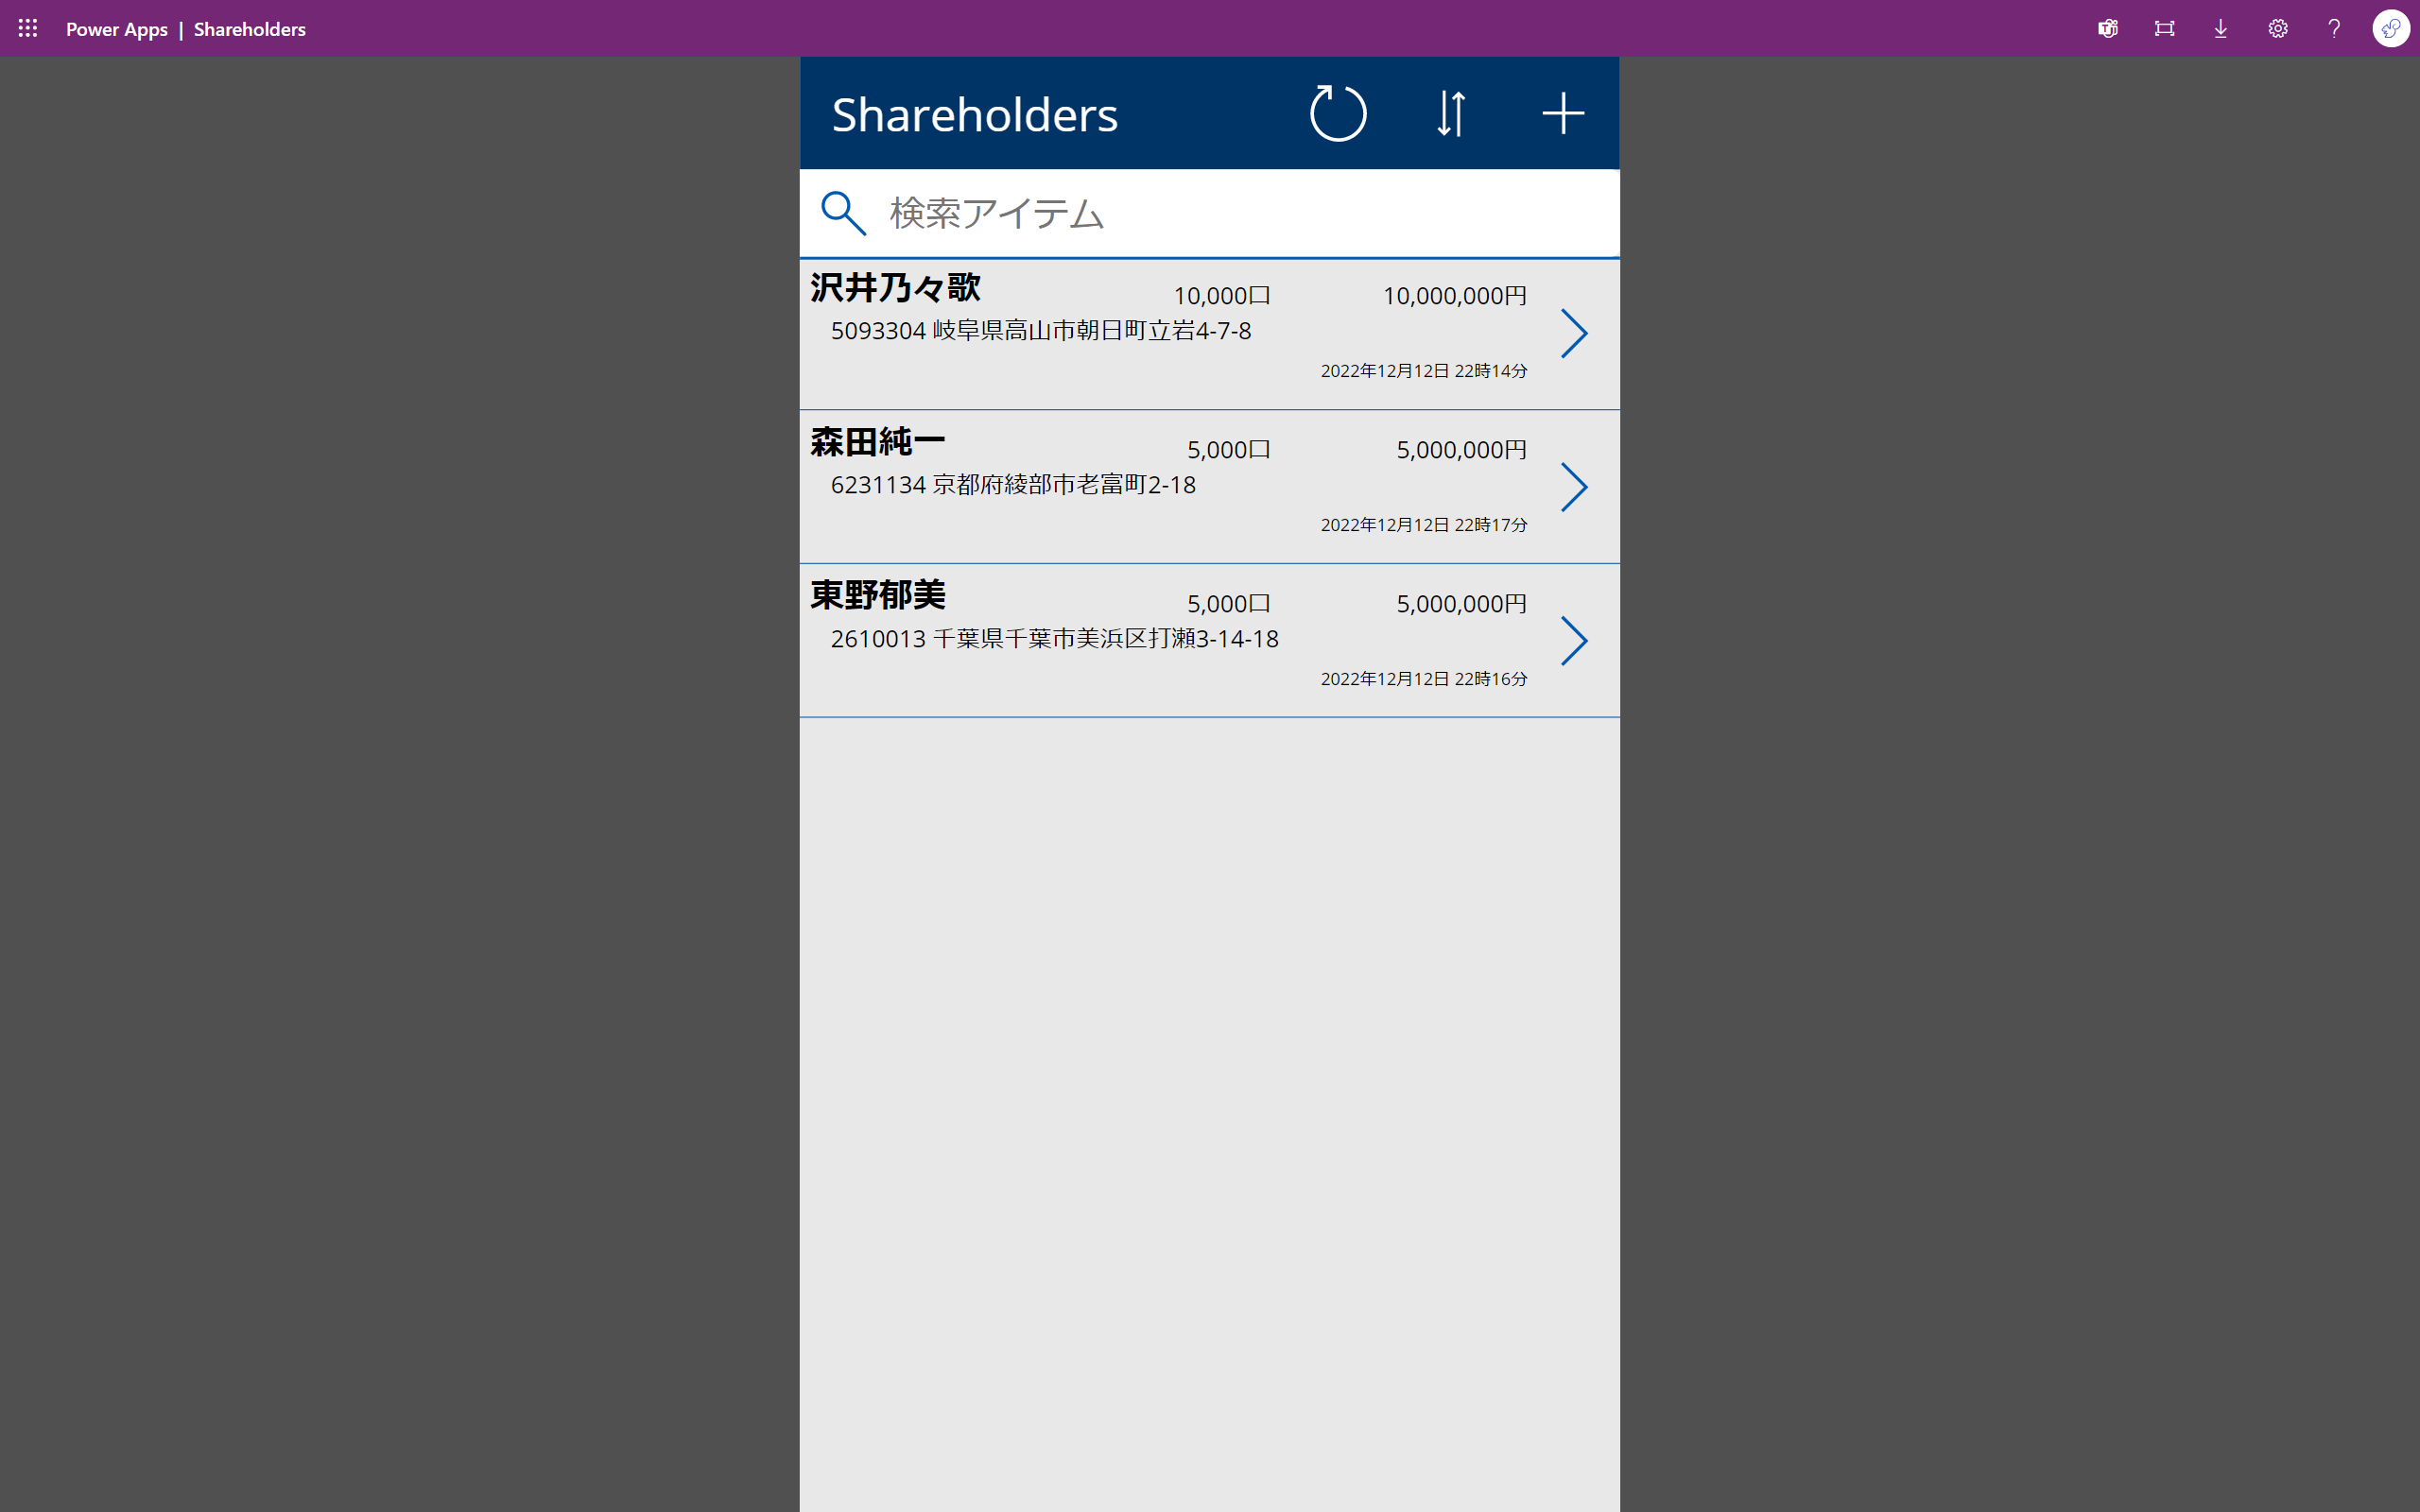 Power Apps | Shareholders
Shareholders
検索アイテム
沢井乃々歌 10,000口 10,000,000円
5093304 岐阜県高山市朝日町立岩4-7-8
2022年12月12日 22時14分
森田純一 5,000口 5,000,000円
6231134 京都府綾部市老富町2-18
2022年12月12日 22時17分
東野郁美 5,000口 5,000,000円
2610013 千葉県千葉市美浜区打瀬3-14-18
2022年12月12日 22時16分